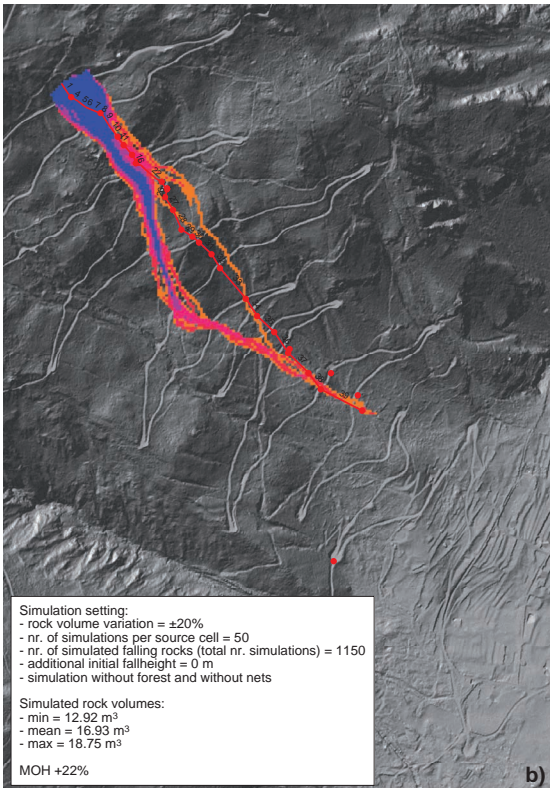 Simulation setting:
- rock volume variation = ±20%
- nr. of simulations per source cell = 50
- nr. of simulated falling rocks (total nr. simulations) = 1150
- additional initial fallheight = 0 m
- simulation without forest and without nets
Simulated rock volumes:
- min = 12.92 m³
- mean = 16.93 m³
- max = 18.75 m³
MOH +22%
b)